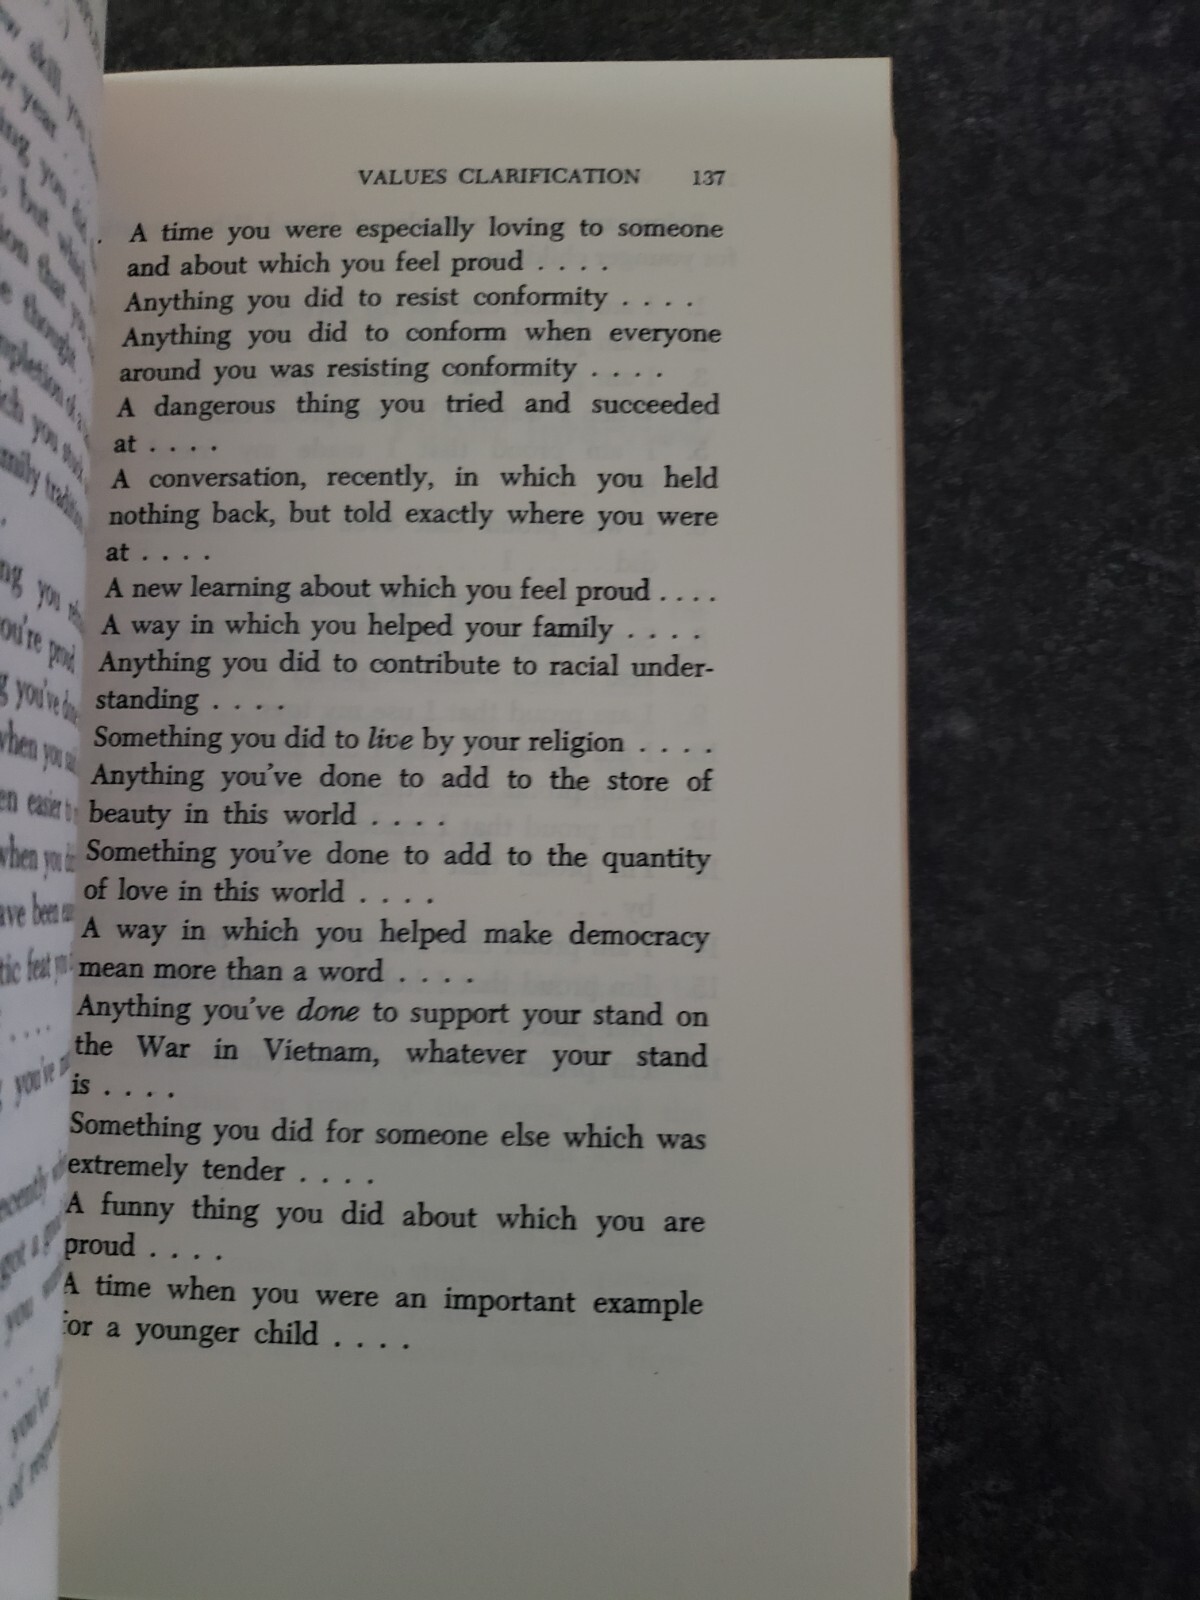 VALUES CLARIFICATION 137
A time you were especially loving to someone
and about which you feel proud . . . .
Anything you did to resist conformity . . . .
Anything you did to conform when everyone
around you was resisting conformity . . . .
A dangerous thing you tried and succeeded
at . . . .
A conversation, recently, in which you held
nothing back, but told exactly where you were
at . . . .
A new learning about which you feel proud . . . .
A way in which you helped your family . . . .
Anything you did to contribute to racial under-
standing . . . .
Something you did to live by your religion . . . .
Anything you've done to add to the store of
beauty in this world . . . .
Something you've done to add to the quantity
of love in this world . . . .
A way in which you helped make democracy
mean more than a word . . . .
Anything you've done to support your stand on
the War in Vietnam, whatever your stand
is . . . .
Something you did for someone else which was
extremely tender . . . .
A funny thing you did about which you are
proud . . . .
A time when you were an important example
for a younger child . . . .